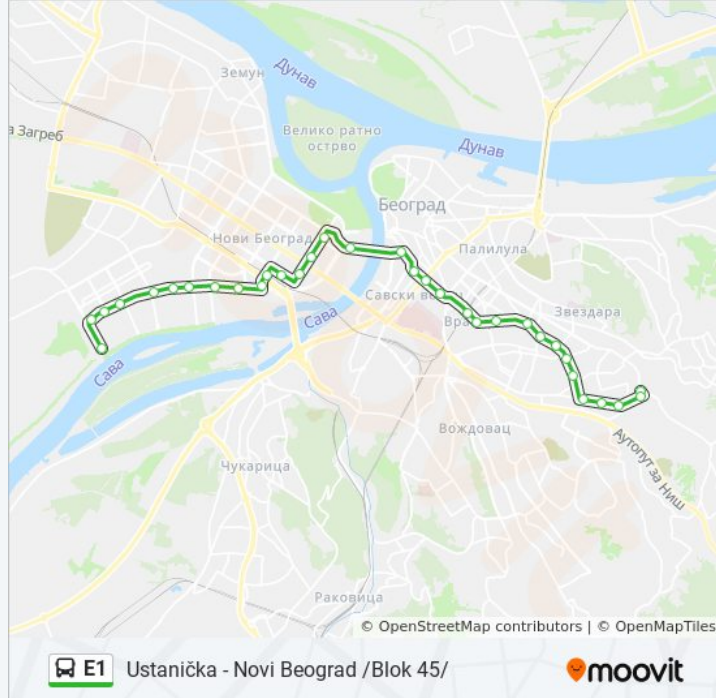 Земун
Дунав
а Загреб
Велико ратно
острво
Дунав
Београд
Нови Београд
Палилула
Савски в
Звездара
Сава
Вра
Сава
Вождовац
Аутопут за Ниш
Чукарица
Раковица
© OpenStreetMap contributors | © OpenMapTiles
E1 Ustanička - Novi Beograd /Blok 45/
moovit